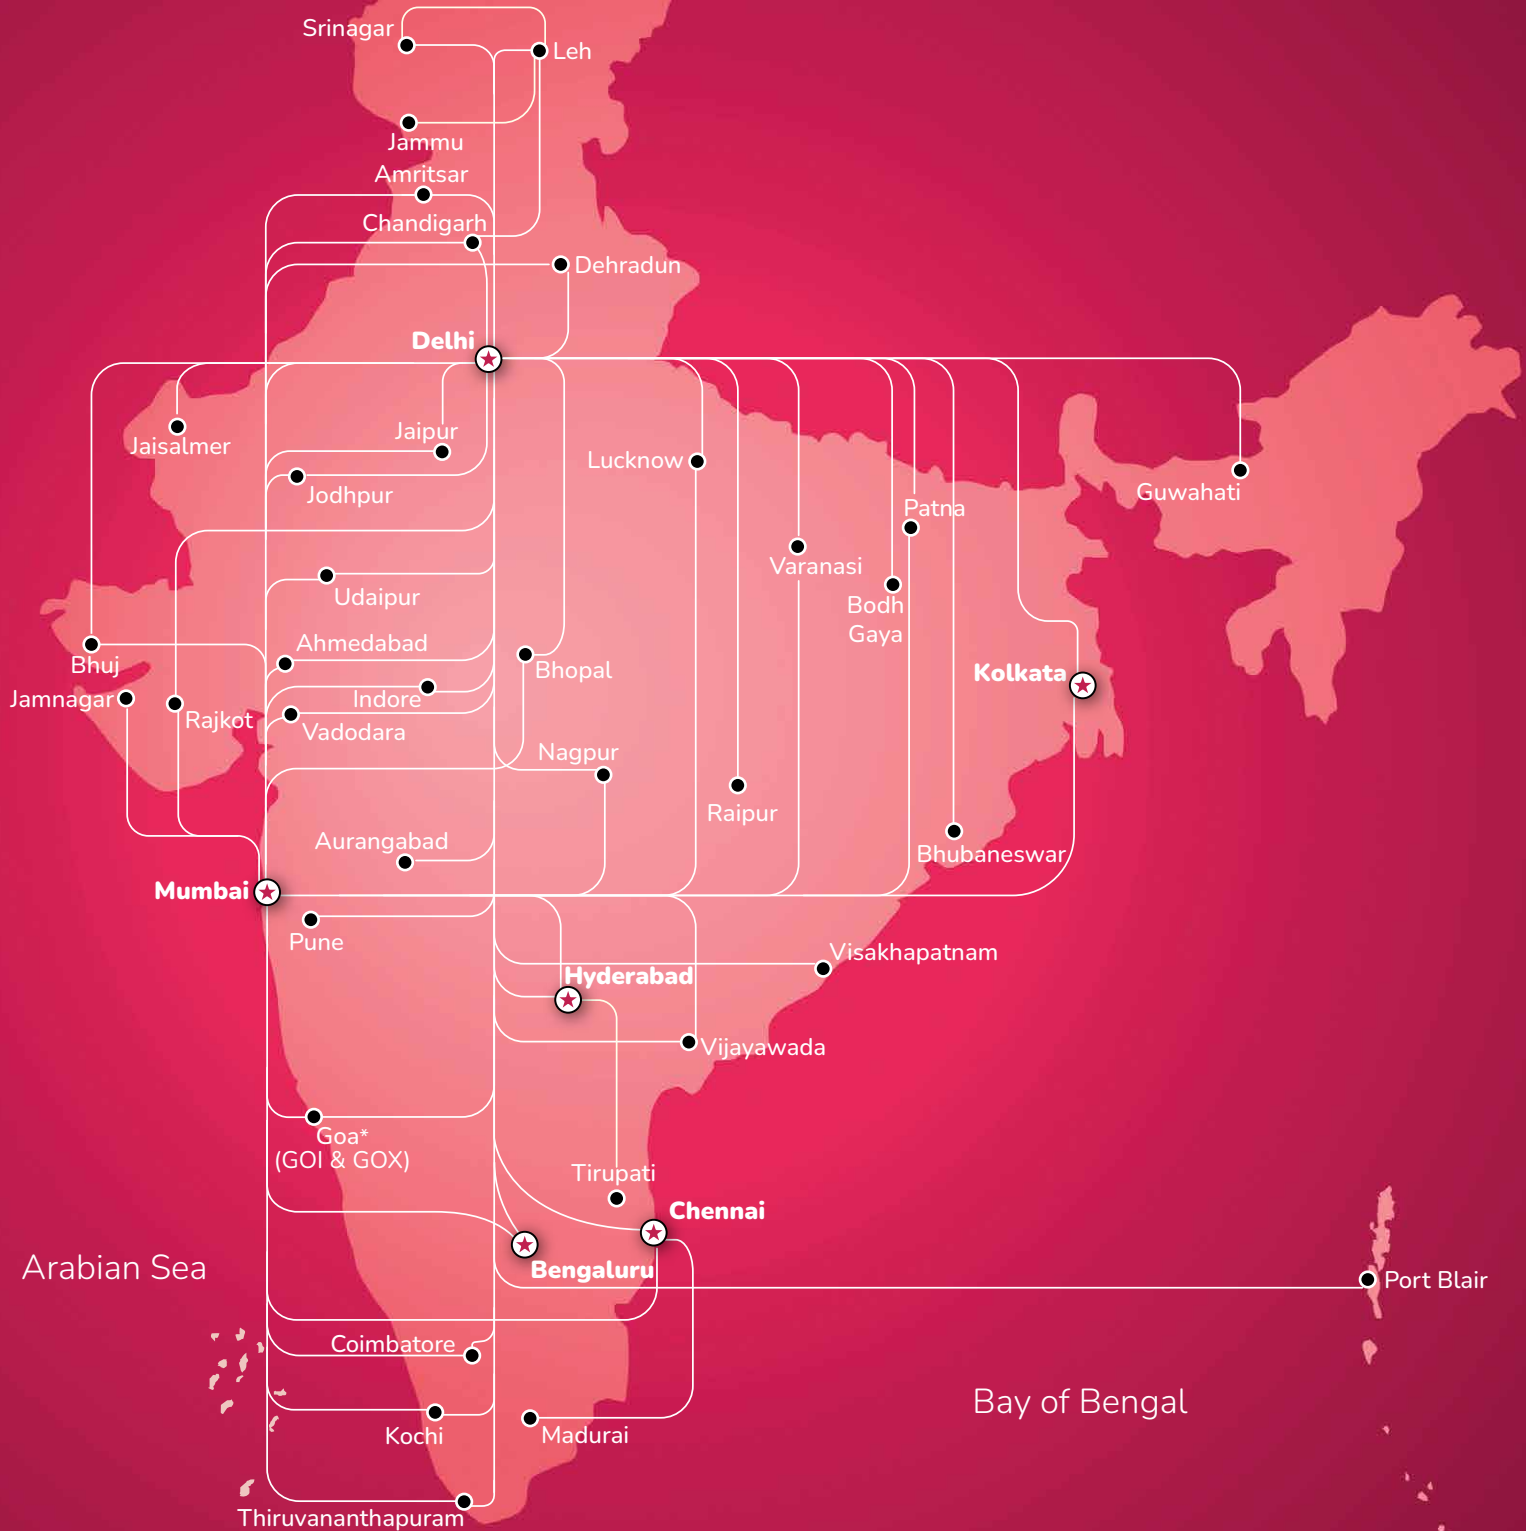 Srinagar
Leh
Jammu
Amritsar
Chandigarh
Dehradun
Delhi
Jaisalmer
Jaipur
Lucknow
Jodhpur
Guwahati
Patna
Varanasi
Udaipur
Bodh
Gaya
Ahmedabad
Bhuj
Bhopal
Kolkata
Jamnagar
Indore
Rajkot
Vadodara
Nagpur
Raipur
Aurangabad
Bhubaneswar
Mumbai
Pune
Visakhapatnam
Hyderabad
Vijayawada
Goa*
(GOI & GOX)
Tirupati
Chennai
Arabian Sea
Bengaluru
Port Blair
Coimbatore
Bay of Bengal
Kochi
Madurai
Thiruvananthapuram